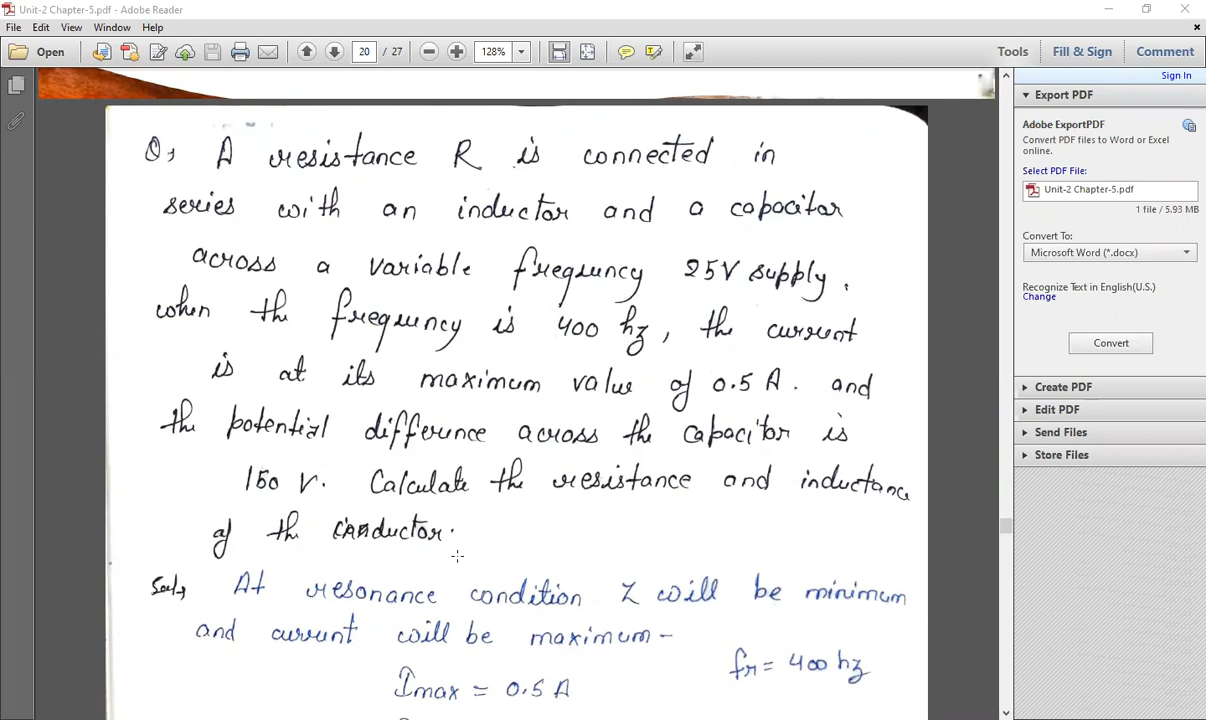 Unit-2 Chapter-5.pdf - Adobe Reader
File Edit View Window Help
Open 20 / 27 128% Tools Fill & Sign Comment
Sign In
Export PDF
Adobe ExportPDF
Convert PDF files to Word or Excel
online.
Select PDF File:
Unit-2 Chapter-5.pdf
1 file / 5.93 MB
Convert To:
Microsoft Word (*.docx)
Recognize Text in English(U.S.)
Change
Convert
Create PDF
Edit PDF
Send Files
Store Files
Q, A resistance R is connected in
series with an inductor and a capacitor
across a variable frequency 25V supply.
when the frequency is 400 hz, the current
is at its maximum value of 0.5 A. and
the potential difference across the capacitor is
150 V. Calculate the resistance and inductance
of the
Sol, At resonance condition Z will be minimum
and current will be maximum -
fr = 400 hz
Imax = 0.5 A